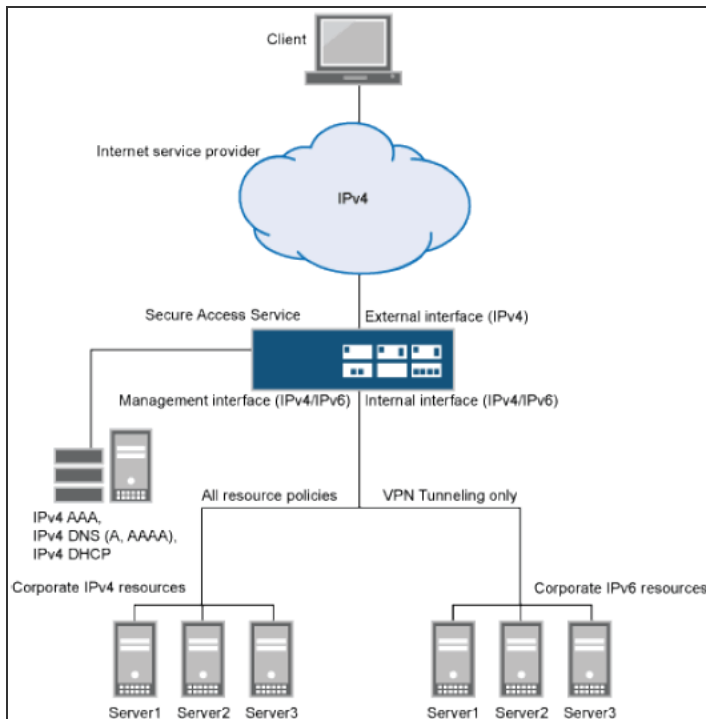 Client
Internet service provider
IPv4
Secure Access Service
External interface (IPv4)
Management interface (IPv4/IPv6)
Internal interface (IPv4/IPv6)
All resource policies
VPN Tunneling only
IPv4 AAA,
IPv4 DNS (A, AAAA),
IPv4 DHCP
Corporate IPv4 resources
Corporate IPv6 resources
Server1 Server2 Server3
Server1 Server2 Server3